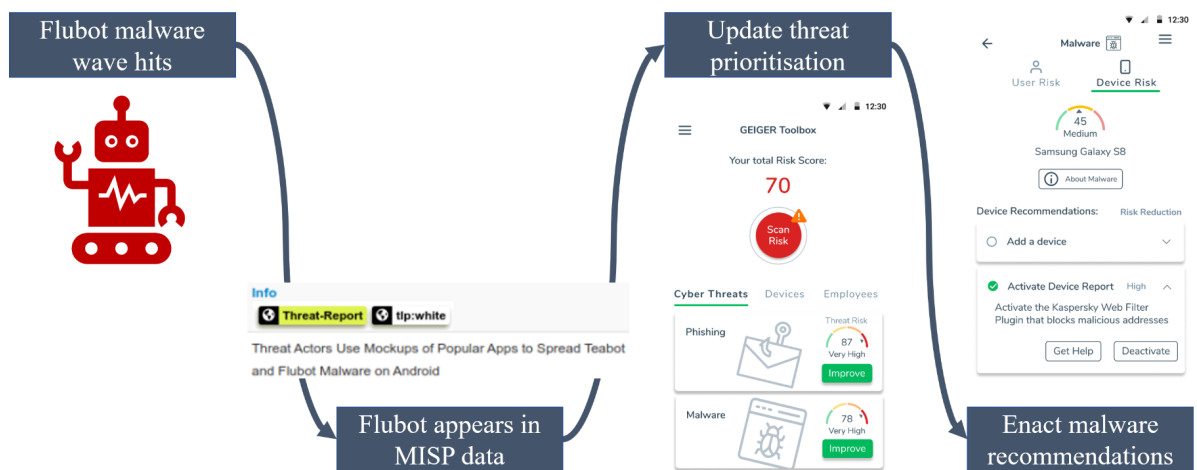 Flubot malware
wave hits
Info
Threat-Report tlp:white
Threat Actors Use Mockups of Popular Apps to Spread Teabot
and Flubot Malware on Android
Flubot appears in
MISP data
Update threat
prioritisation
12:30
GEIGER Toolbox
Your total Risk Score:
70
Scan
Risk
Cyber Threats Devices Employees
Phishing
Threat Risk
87
Very High
Improve
Malware
78
Very High
Improve
12:30
Malware
User Risk Device Risk
45
Medium
Samsung Galaxy S8
About Malware
Device Recommendations: Risk Reduction
Add a device
Activate Device Report High
Activate the Kaspersky Web Filter
Plugin that blocks malicious addresses
Get Help Deactivate
Enact malware
recommendations